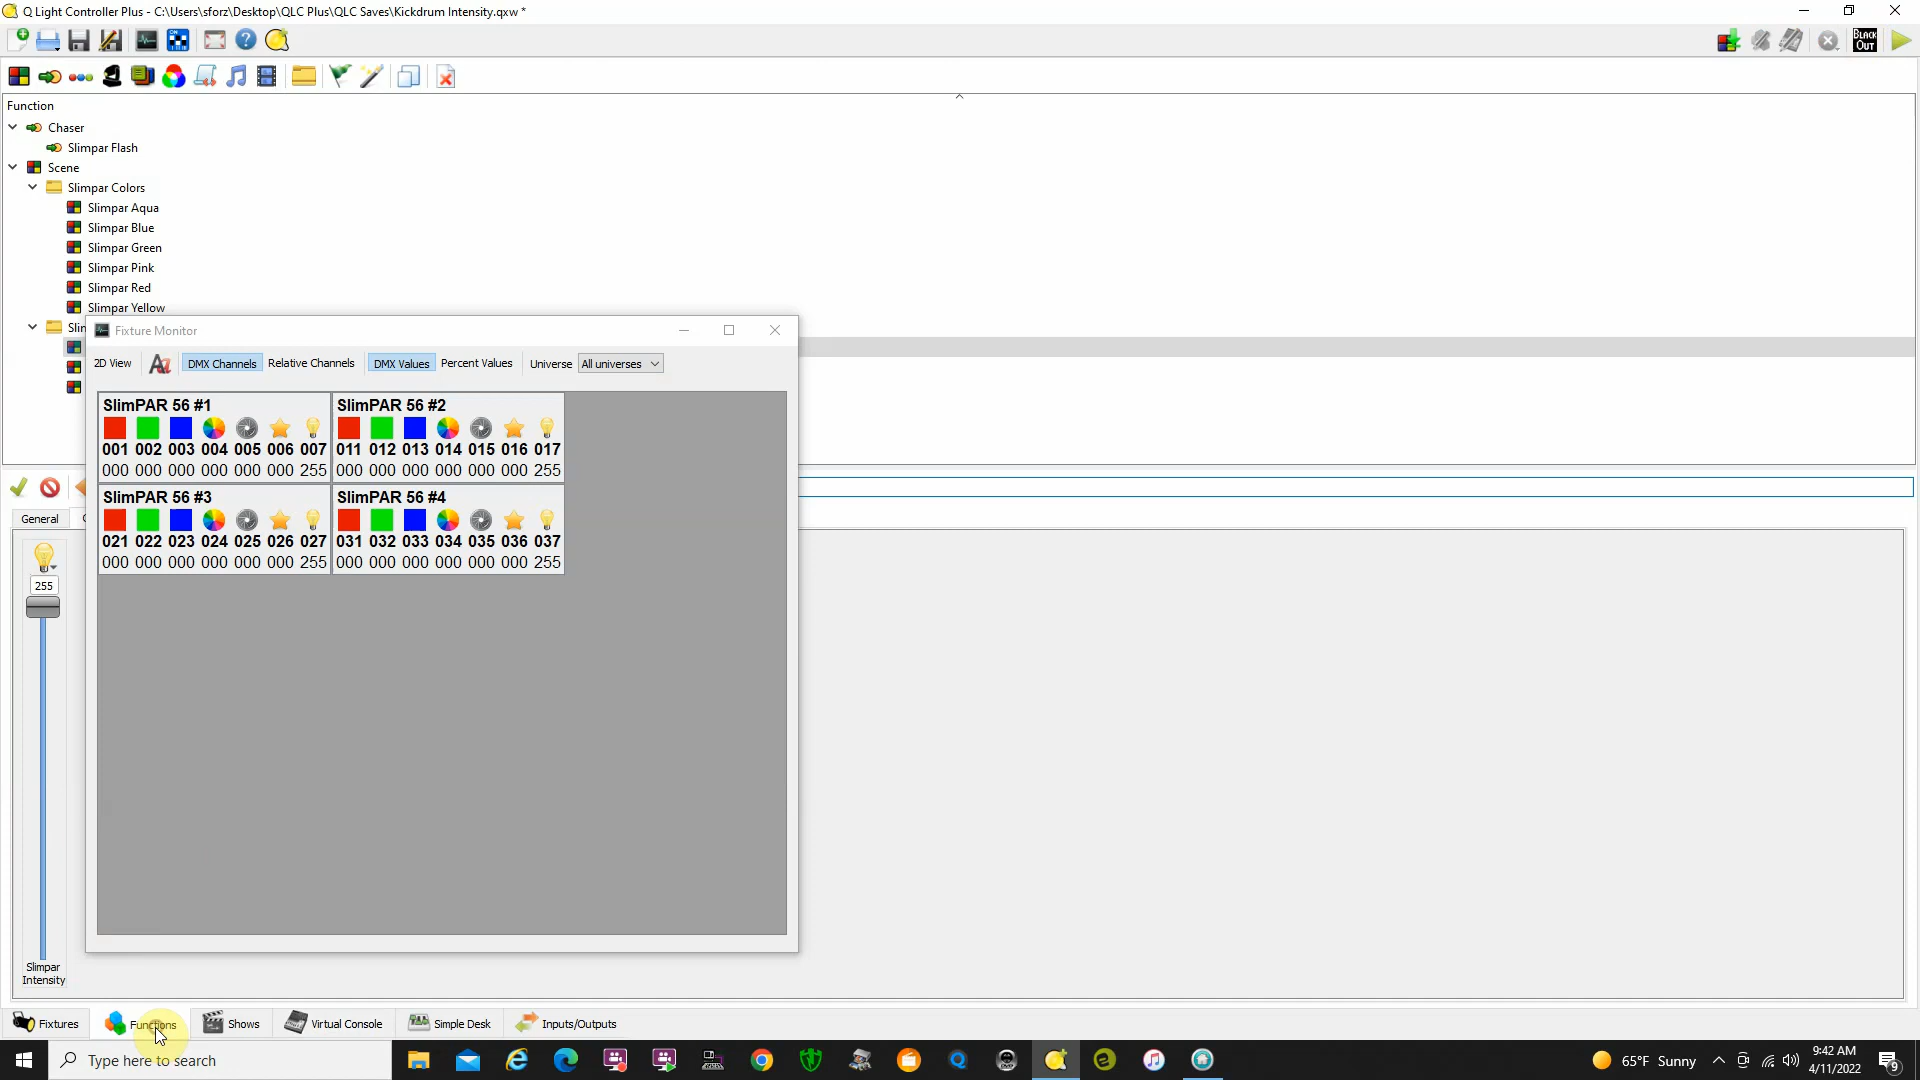 Q Light Controller Plus - C:\Users\sforz\Desktop\QLC Plus\QLC Saves\Kickdrum Intensity.qxw *
BLACK OUT
Function
Chaser
Slimpar Flash
Scene
Slimpar Colors
Slimpar Aqua
Slimpar Blue
Slimpar Green
Slimpar Pink
Slimpar Red
Slimpar Yellow
Fixture Monitor
2D View DMX Channels Relative Channels DMX Values Percent Values Universe All universes
SlimPAR 56 #1
001 002 003 004 005 006 007
000 000 000 000 000 000 255
SlimPAR 56 #2
011 012 013 014 015 016 017
000 000 000 000 000 000 255
SlimPAR 56 #3
021 022 023 024 025 026 027
000 000 000 000 000 000 255
SlimPAR 56 #4
031 032 033 034 035 036 037
000 000 000 000 000 000 255
General
255
Slimpar
Intensity
Fixtures Functions Shows Virtual Console Simple Desk Inputs/Outputs
Type here to search
65°F Sunny
9:42 AM
4/11/2022
9